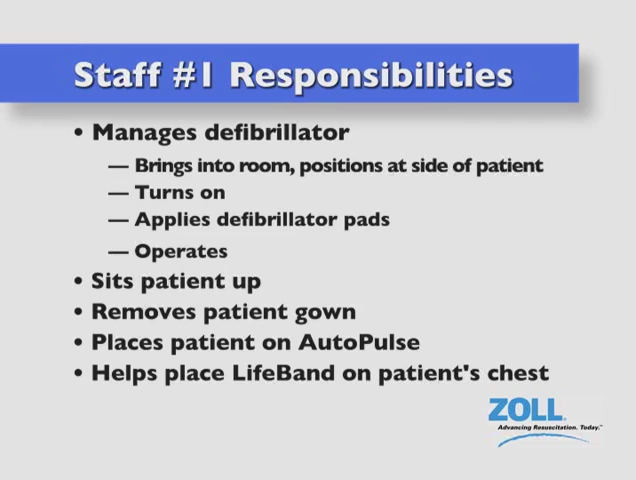 Staff #1 Responsibilities
• Manages defibrillator
— Brings into room, positions at side of patient
— Turns on
— Applies defibrillator pads
— Operates
• Sits patient up
• Removes patient gown
• Places patient on AutoPulse
• Helps place LifeBand on patient's chest
ZOLL®
Advancing Resuscitation. Today.™